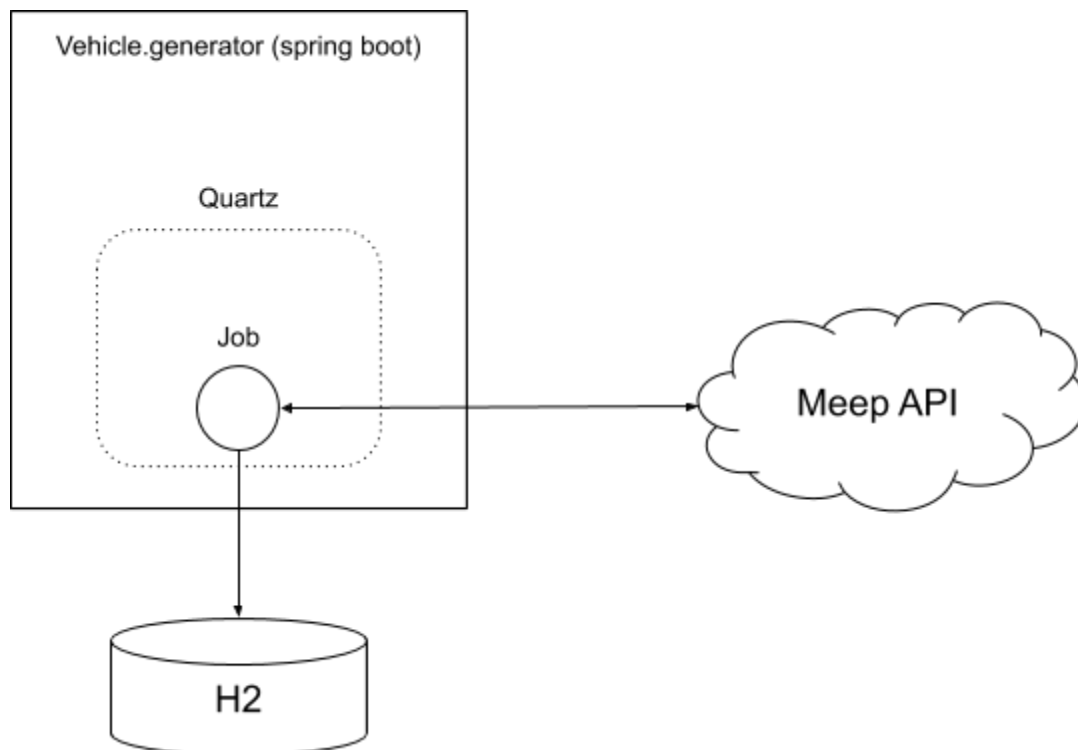 Vehicle.generator (spring boot)
Quartz
Job
Meep API
H2